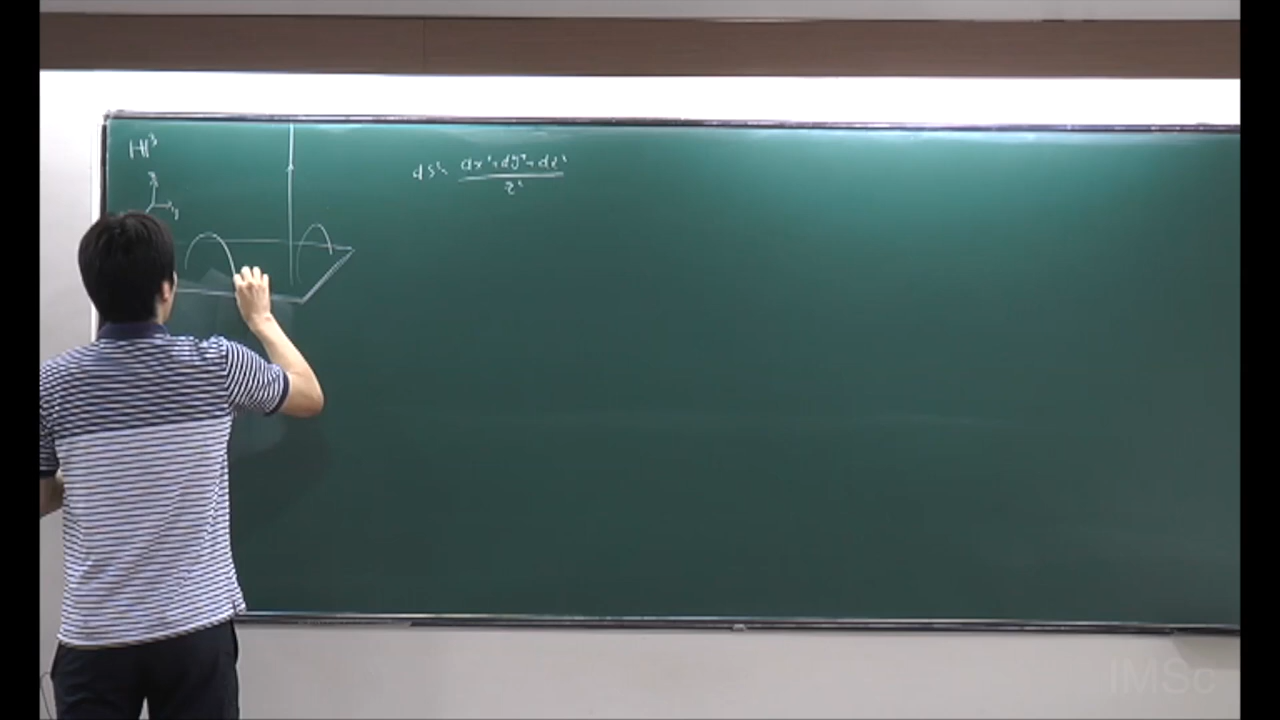 ℍ³
ds² = (dx² + dy² + dz²) / z²
z
y
IMSc